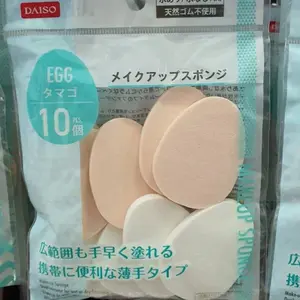 DAISO
天然ゴム不使用
EGG
タマゴ
メイクアップスポンジ
10個
広範囲も手早く塗れる
携帯に便利な薄手タイプ